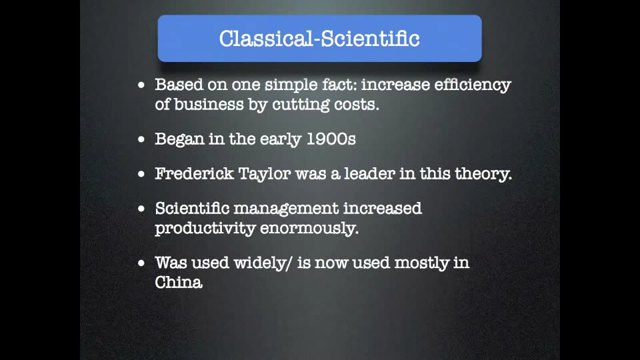 Classical-Scientific
• Based on one simple fact: increase efficiency
of business by cutting costs.
• Began in the early 1900s
• Frederick Taylor was a leader in this theory.
• Scientific management increased
productivity enormously.
• Was used widely/ is now used mostly in
China